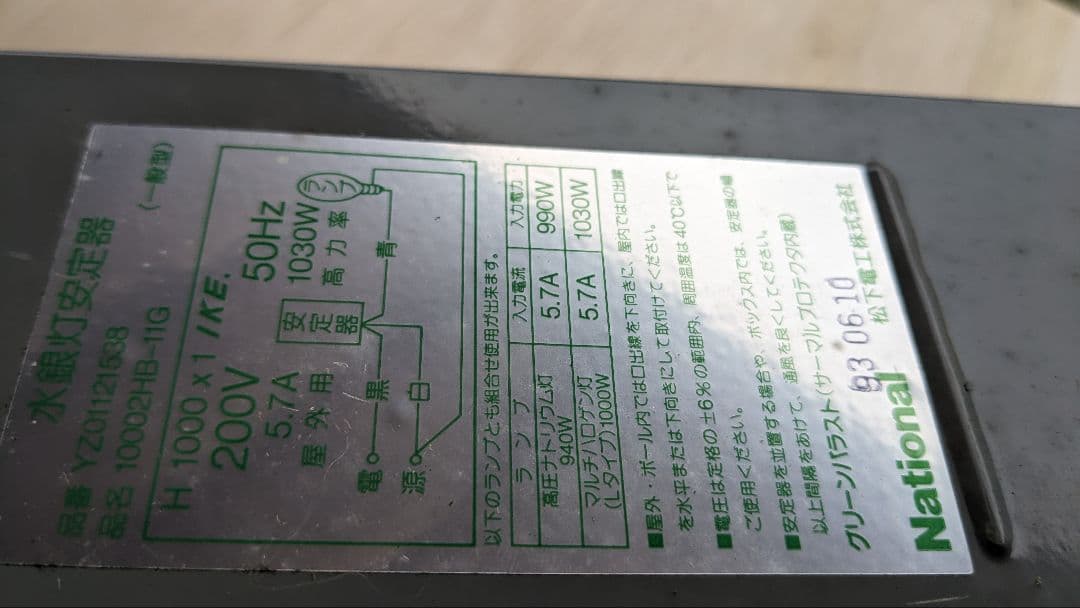 水銀灯安定器
品番 YZ01121638
品名 10002HB-11G (一般型)
H 1000×1 IKE.
200V 50Hz
5.7A 1030W
屋外用 高力率
安定器
ランプ
電 黒 青
源 白
以下のランプとも組合せ使用が出来ます。
ランプ 入力電流 入力電力
高圧ナトリウム灯 940W 5.7A 990W
マルチハロゲン灯 (Lタイプ)1000W 5.7A 1030W
■屋外・ポール内では口出線を下向きに、屋内では口出線
を水平または下向きにして取付けてください。
■電圧は定格の±6%の範囲内、周囲温度は40℃以下で
ご使用ください。
■安定器を並置する場合や、ボックス内では、安定器の幅
以上間隔をあけて、通風を良くしてください。
グリーンバラスト(サーマルプロテクタ内蔵)
93 06.10
National 松下電工株式会社